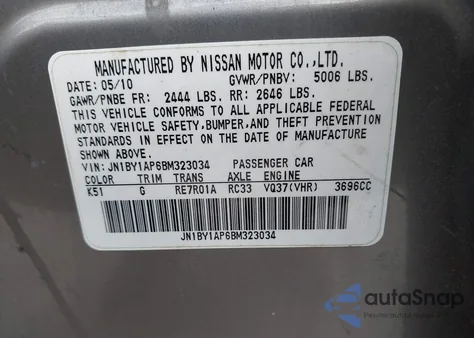 MANUFACTURED BY NISSAN MOTOR CO.,LTD.
DATE: 05/10 GVWR/PNBV: 5006 LBS.
GAWR/PNBE FR: 2444 LBS. RR: 2646 LBS.
THIS VEHICLE CONFORMS TO ALL APPLICABLE FEDERAL
MOTOR VEHICLE SAFETY,BUMPER,AND THEFT PREVENTION
STANDARDS IN EFFECT ON THE DATE OF MANUFACTURE
SHOWN ABOVE.
VIN: JN1BY1AP6BM323034 PASSENGER CAR
COLOR TRIM TRANS AXLE ENGINE
K51 G RE7R01A RC33 VQ37(VHR) 3696CC
JN1BY1AP6BM323034
autoSnap